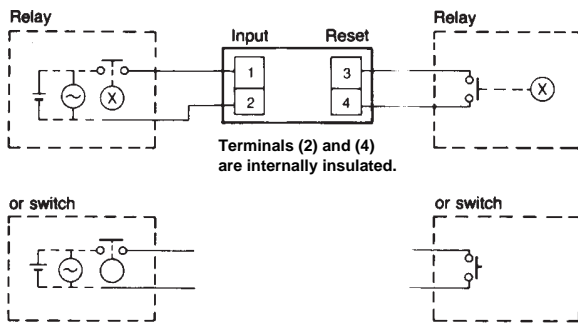 Relay
Input
Reset
Relay
X
1
2
3
4
X
Terminals (2) and (4)
are internally insulated.
or switch
or switch